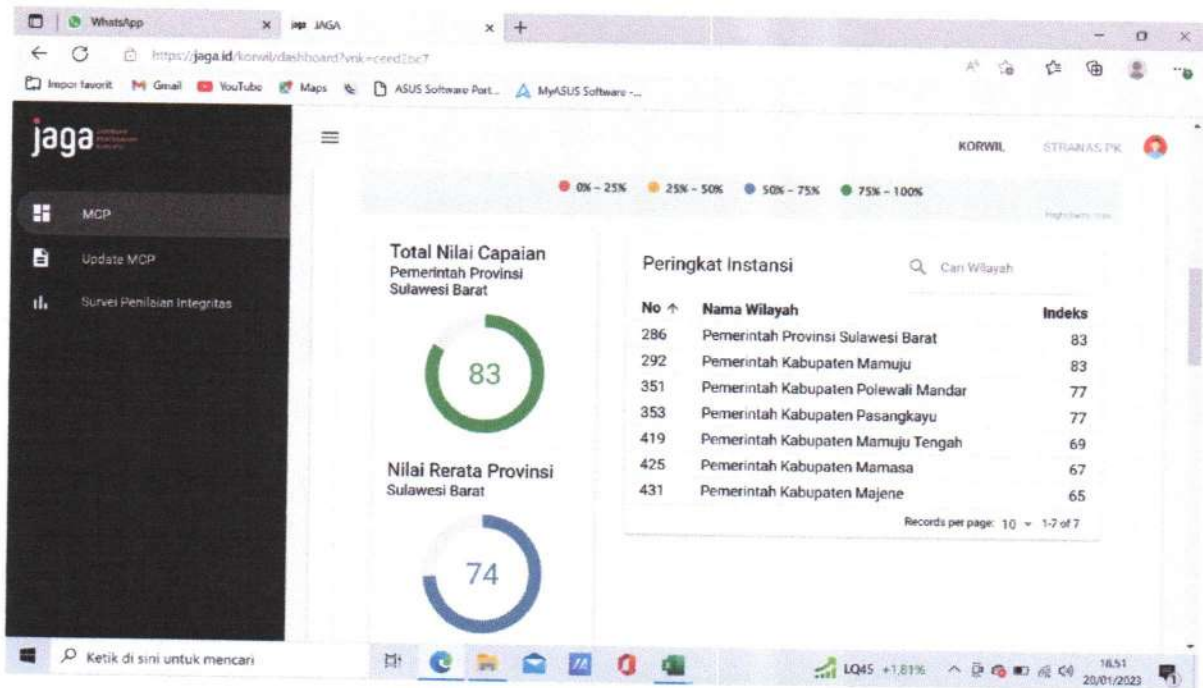 WhatsApp
JAGA
https://jaga.id/korwil/dashboard?vnk=ceed2bc7
Impor favorit Gmail YouTube Maps ASUS Software Port... MyASUS Software -...
jaga
KORWIL STRANAS PK
0% - 25% 25% - 50% 50% - 75% 75% - 100%
MCP
Update MCP
Survei Penilaian Integritas
Total Nilai Capaian
Pemerintah Provinsi
Sulawesi Barat
83
Nilai Rerata Provinsi
Sulawesi Barat
74
Peringkat Instansi Cari Wilayah
No Nama Wilayah Indeks
286 Pemerintah Provinsi Sulawesi Barat 83
292 Pemerintah Kabupaten Mamuju 83
351 Pemerintah Kabupaten Polewali Mandar 77
353 Pemerintah Kabupaten Pasangkayu 77
419 Pemerintah Kabupaten Mamuju Tengah 69
425 Pemerintah Kabupaten Mamasa 67
431 Pemerintah Kabupaten Majene 65
Records per page: 10 1-7 of 7
Ketik di sini untuk mencari
LQ45 +1,81%
18.51
20/01/2023